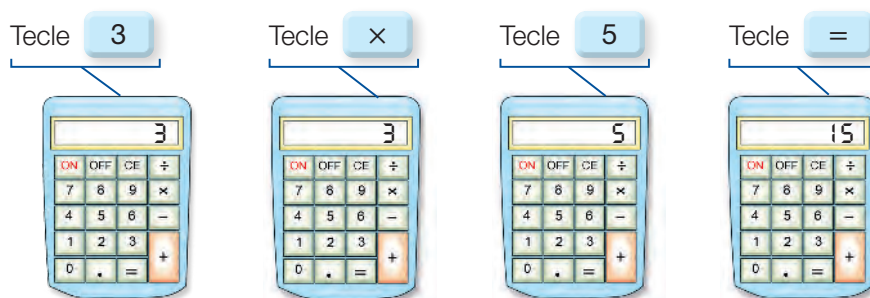 Tecle 3
Tecle ×
Tecle 5
Tecle =
3
3
5
15
ON OFF CE ÷
7 8 9 ×
4 5 6 −
1 2 3
0 . = +
ON OFF CE ÷
7 8 9 ×
4 5 6 −
1 2 3
0 . = +
ON OFF CE ÷
7 8 9 ×
4 5 6 −
1 2 3
0 . = +
ON OFF CE ÷
7 8 9 ×
4 5 6 −
1 2 3
0 . = +